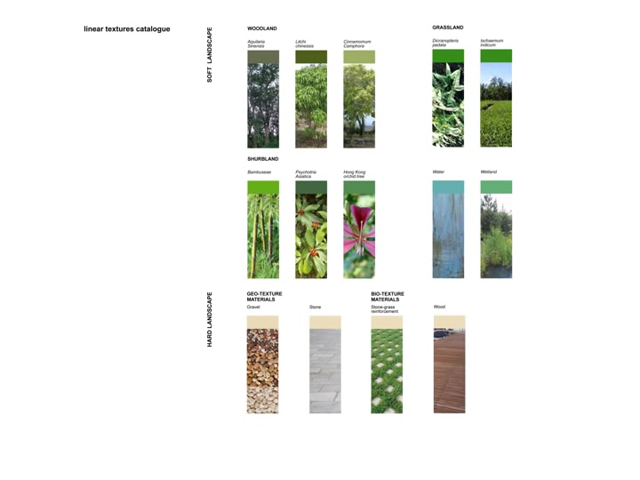 linear textures catalogue
SOFT LANDSCAPE
WOODLAND
Aquilaria
Sinensis
Litchi
chinensis
Cinnamomum
Camphora
GRASSLAND
Dicranopteris
pedata
Ischaemum
indicum
SHURBLAND
Bambuseae
Psychotria
Asiatica
Hong Kong
orchid tree
Water
Wetland
HARD LANDSCAPE
GEO-TEXTURE
MATERIALS
Gravel
Stone
BIO-TEXTURE
MATERIALS
Stone-grass
reinforcement
Wood